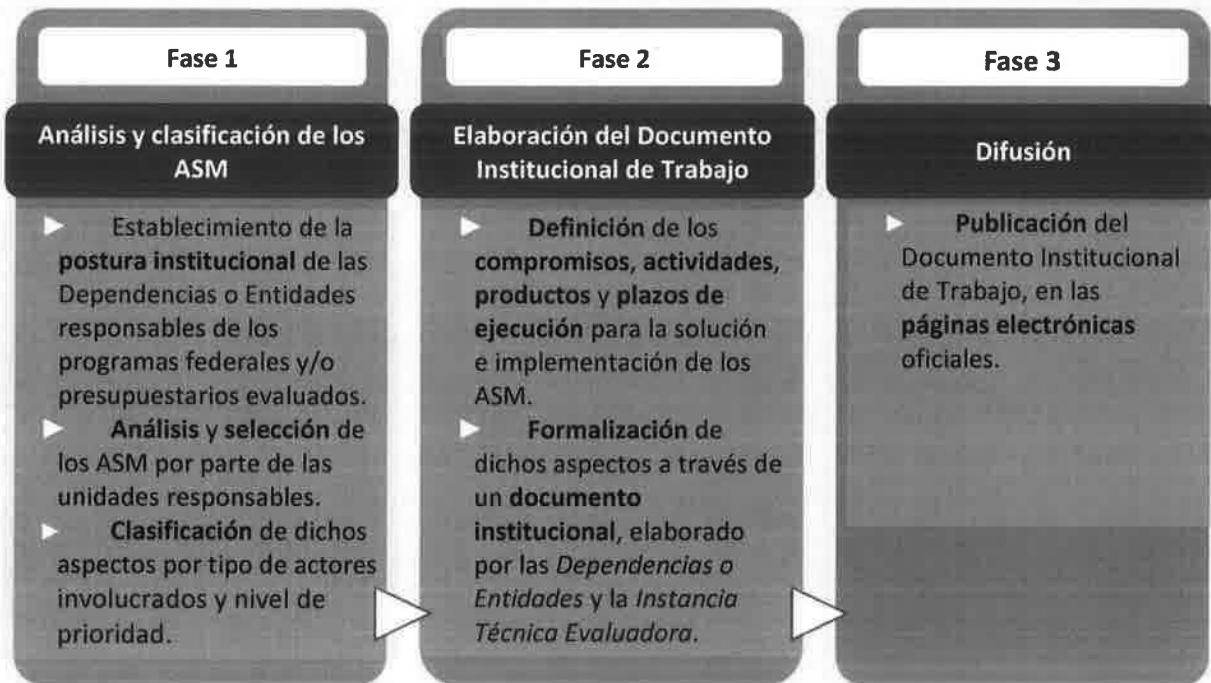 Fase 1
Análisis y clasificación de los
ASM
Establecimiento de la
postura institucional de las
Dependencias o Entidades
responsables de los
programas federales y/o
presupuestarios evaluados.
Análisis y selección de
los ASM por parte de las
unidades responsables.
Clasificación de dichos
aspectos por tipo de actores
involucrados y nivel de
prioridad.
Fase 2
Elaboración del Documento
Institucional de Trabajo
Definición de los
compromisos, actividades,
productos y plazos de
ejecución para la solución
e implementación de los
ASM.
Formalización de
dichos aspectos a través de
un documento
institucional, elaborado
por las Dependencias o
Entidades y la Instancia
Técnica Evaluadora.
Fase 3
Difusión
Publicación del
Documento Institucional
de Trabajo, en las
páginas electrónicas
oficiales.